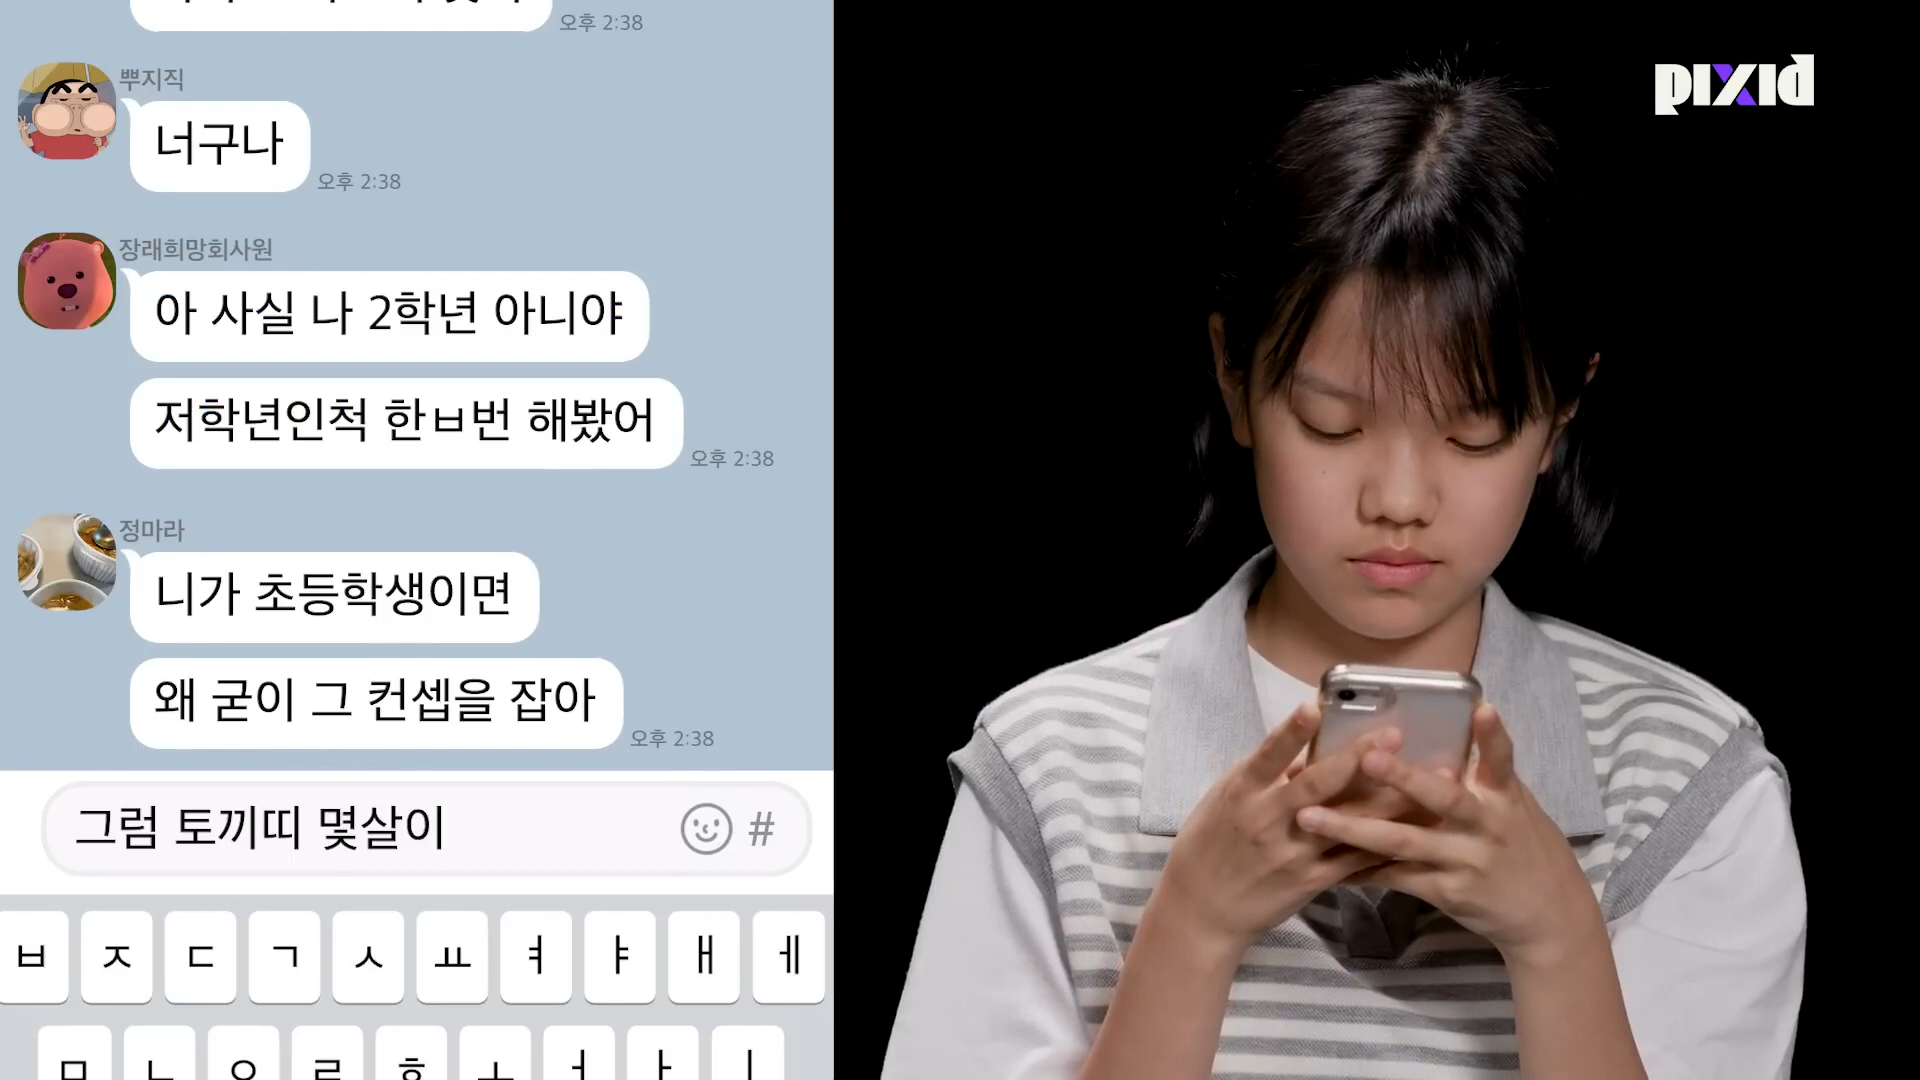 오후 2:38
뿌지직
너구나
오후 2:38
장래희망회사원
아 사실 나 2학년 아니야
저학년인척 한ㅂ번 해봤어
오후 2:38
정마라
니가 초등학생이면
왜 굳이 그 컨셉을 잡아
오후 2:38
그럼 토끼띠 몇살이
#
ㅂ ㅈ ㄷ ㄱ ㅅ ㅛ ㅕ ㅑ ㅐ ㅔ
ㅁ ㄴ ㅇ ㄹ ㅎ ㅗ ㅓ ㅏ ㅣ
pixid